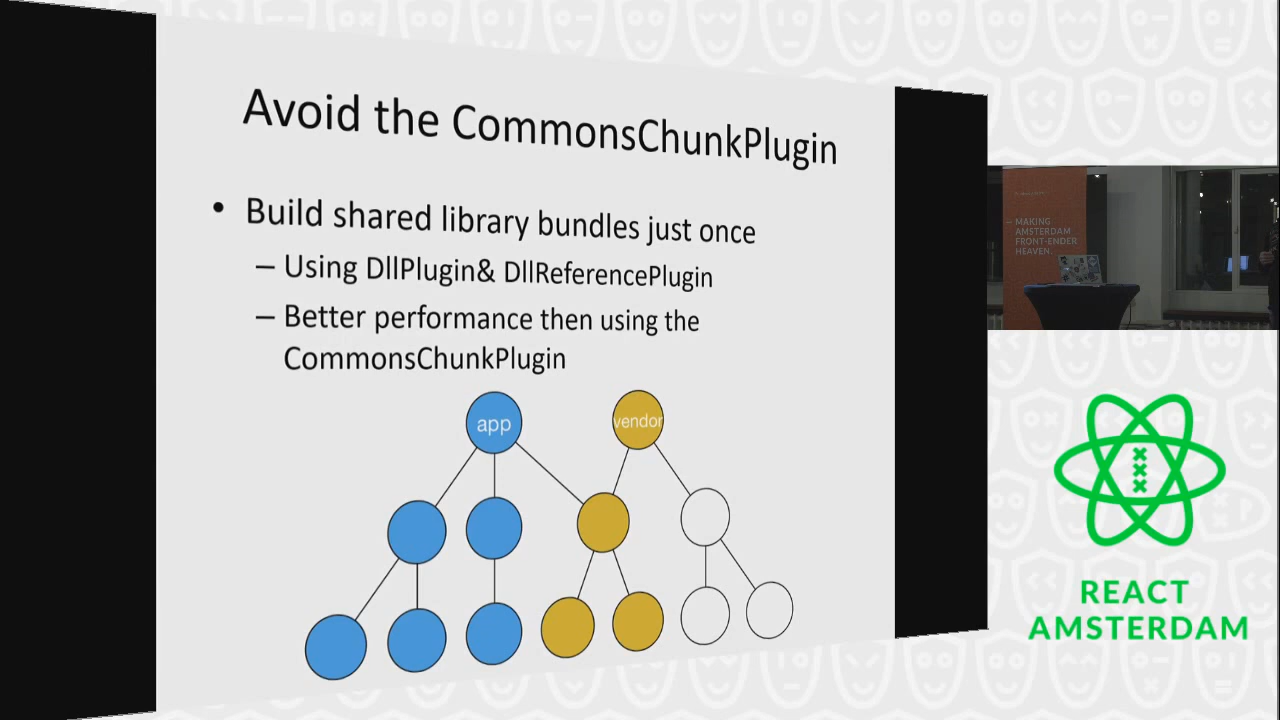 Avoid the CommonsChunkPlugin
• Build shared library bundles just once
– Using DllPlugin& DllReferencePlugin
– Better performance then using the
CommonsChunkPlugin
app
vendor
MAKING
AMSTERDAM
FRONT-ENDER
HEAVEN.
REACT
AMSTERDAM